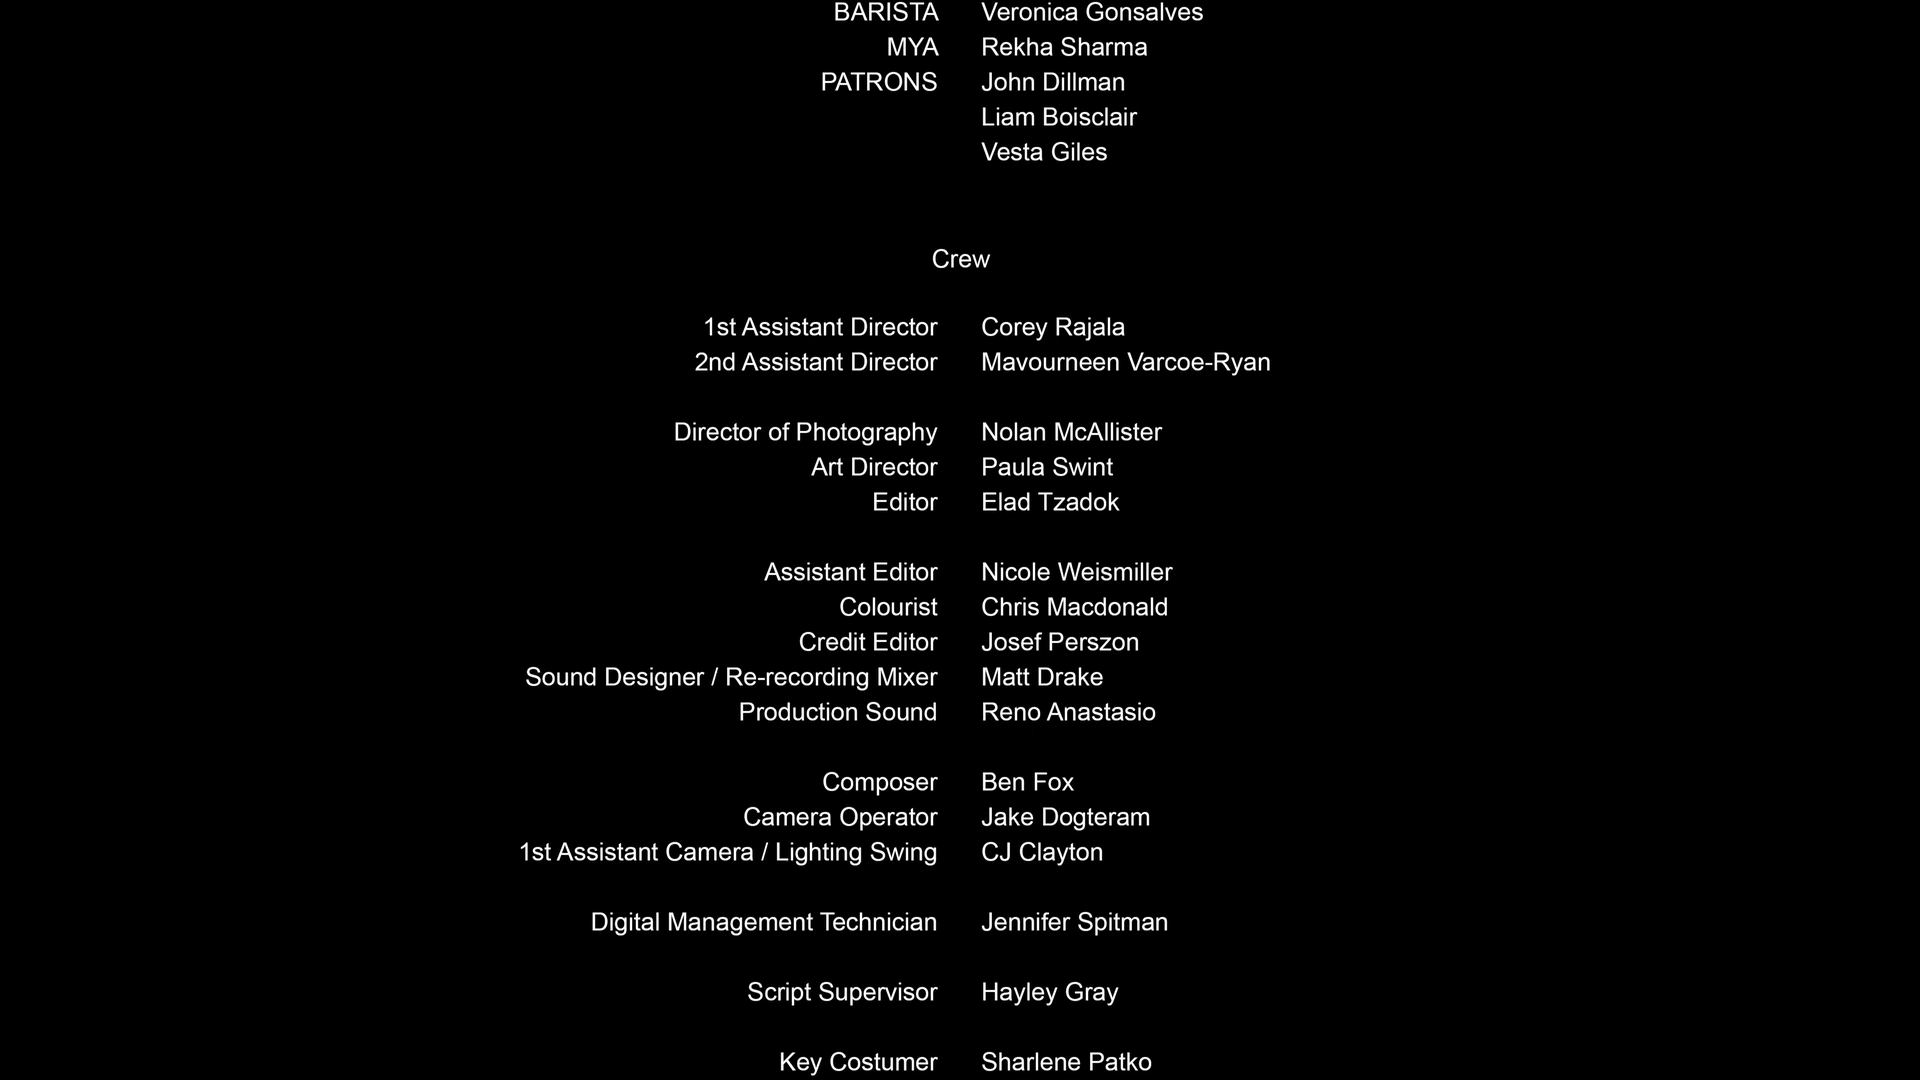 BARISTA Veronica Gonsalves
MYA Rekha Sharma
PATRONS John Dillman
Liam Boisclair
Vesta Giles
Crew
1st Assistant Director Corey Rajala
2nd Assistant Director Mavourneen Varcoe-Ryan
Director of Photography Nolan McAllister
Art Director Paula Swint
Editor Elad Tzadok
Assistant Editor Nicole Weismiller
Colourist Chris Macdonald
Credit Editor Josef Perszon
Sound Designer / Re-recording Mixer Matt Drake
Production Sound Reno Anastasio
Composer Ben Fox
Camera Operator Jake Dogteram
1st Assistant Camera / Lighting Swing CJ Clayton
Digital Management Technician Jennifer Spitman
Script Supervisor Hayley Gray
Key Costumer Sharlene Patko